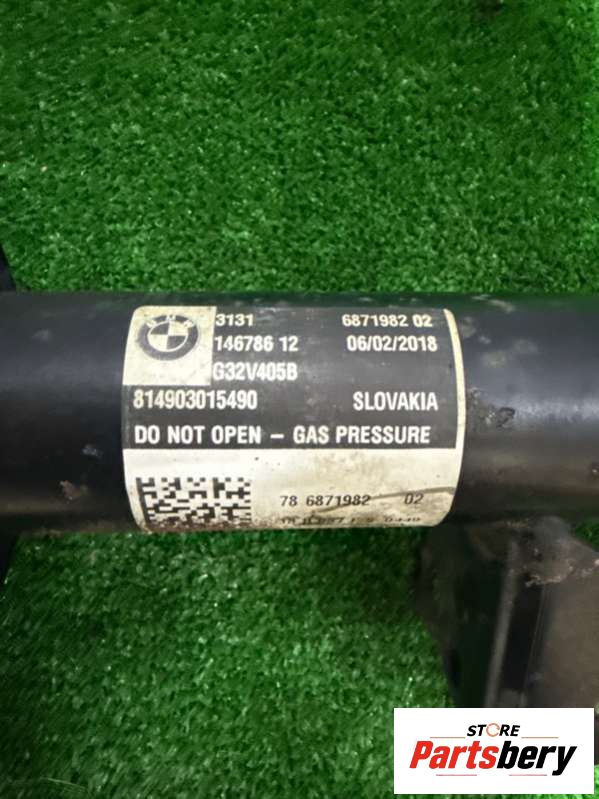 BMW
3131 6871982 02
146786 12 06/02/2018
G32V405B
814903015490 SLOVAKIA
DO NOT OPEN – GAS PRESSURE
78 6871982 02
STORE
Partsbery